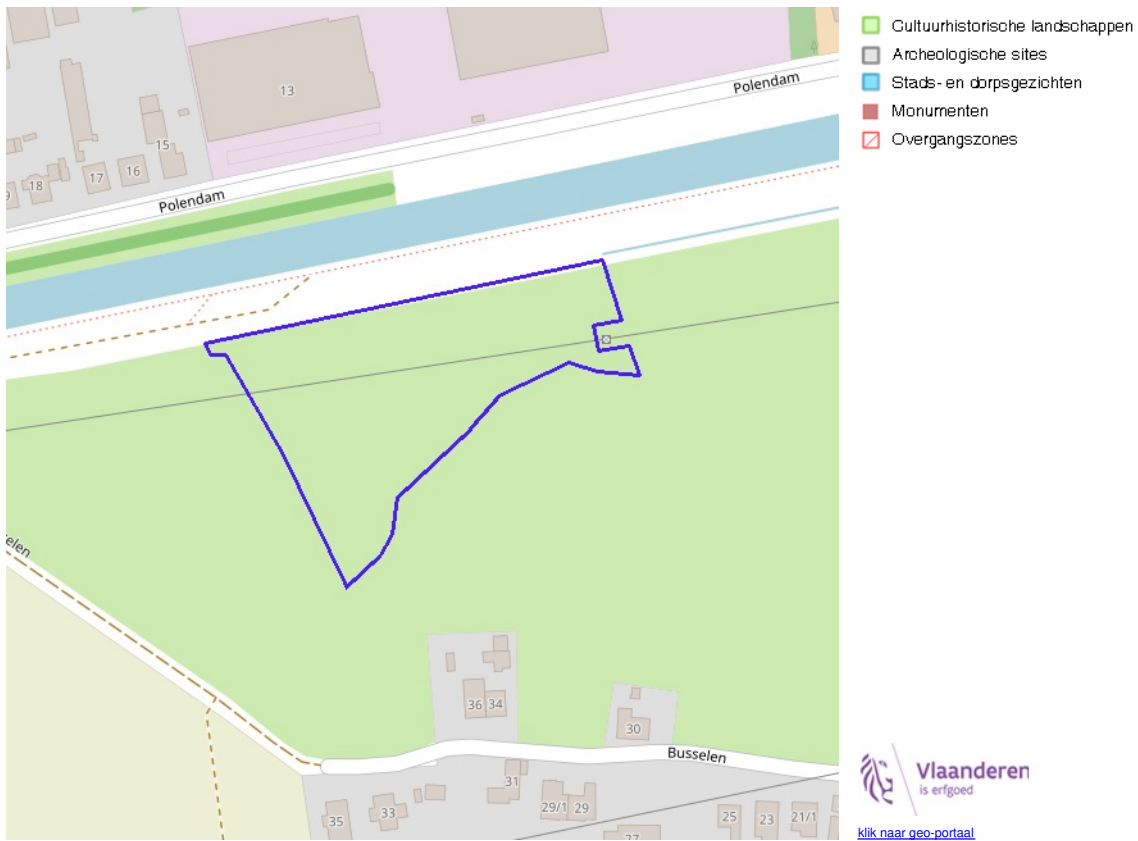 Cultuurhistorische landschappen
Archeologische sites
Stads- en dorpsgezichten
Monumenten
Overgangszones
13
Polendam
15
16
17
18
9
Polendam
elen
36 34
30
Busselen
31
29/1 29
33
35
25
23
21/1
27
Vlaanderen
is erfgoed
klik naar geo-portaal